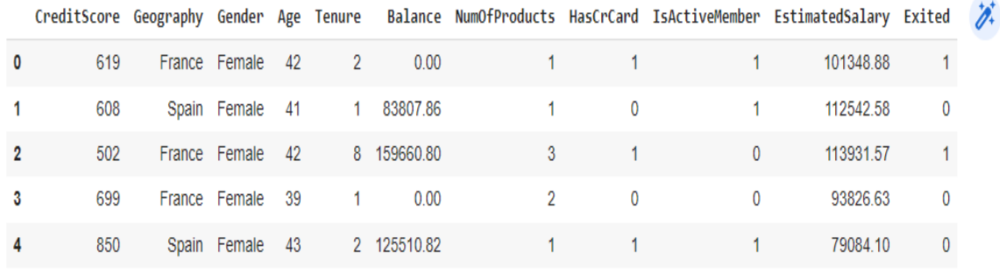 CreditScore Geography Gender Age Tenure Balance NumOfProducts HasCrCard IsActiveMember EstimatedSalary Exited
0 619 France Female 42 2 0.00 1 1 1 101348.88 1
1 608 Spain Female 41 1 83807.86 1 0 1 112542.58 0
2 502 France Female 42 8 159660.80 3 1 0 113931.57 1
3 699 France Female 39 1 0.00 2 0 0 93826.63 0
4 850 Spain Female 43 2 125510.82 1 1 1 79084.10 0